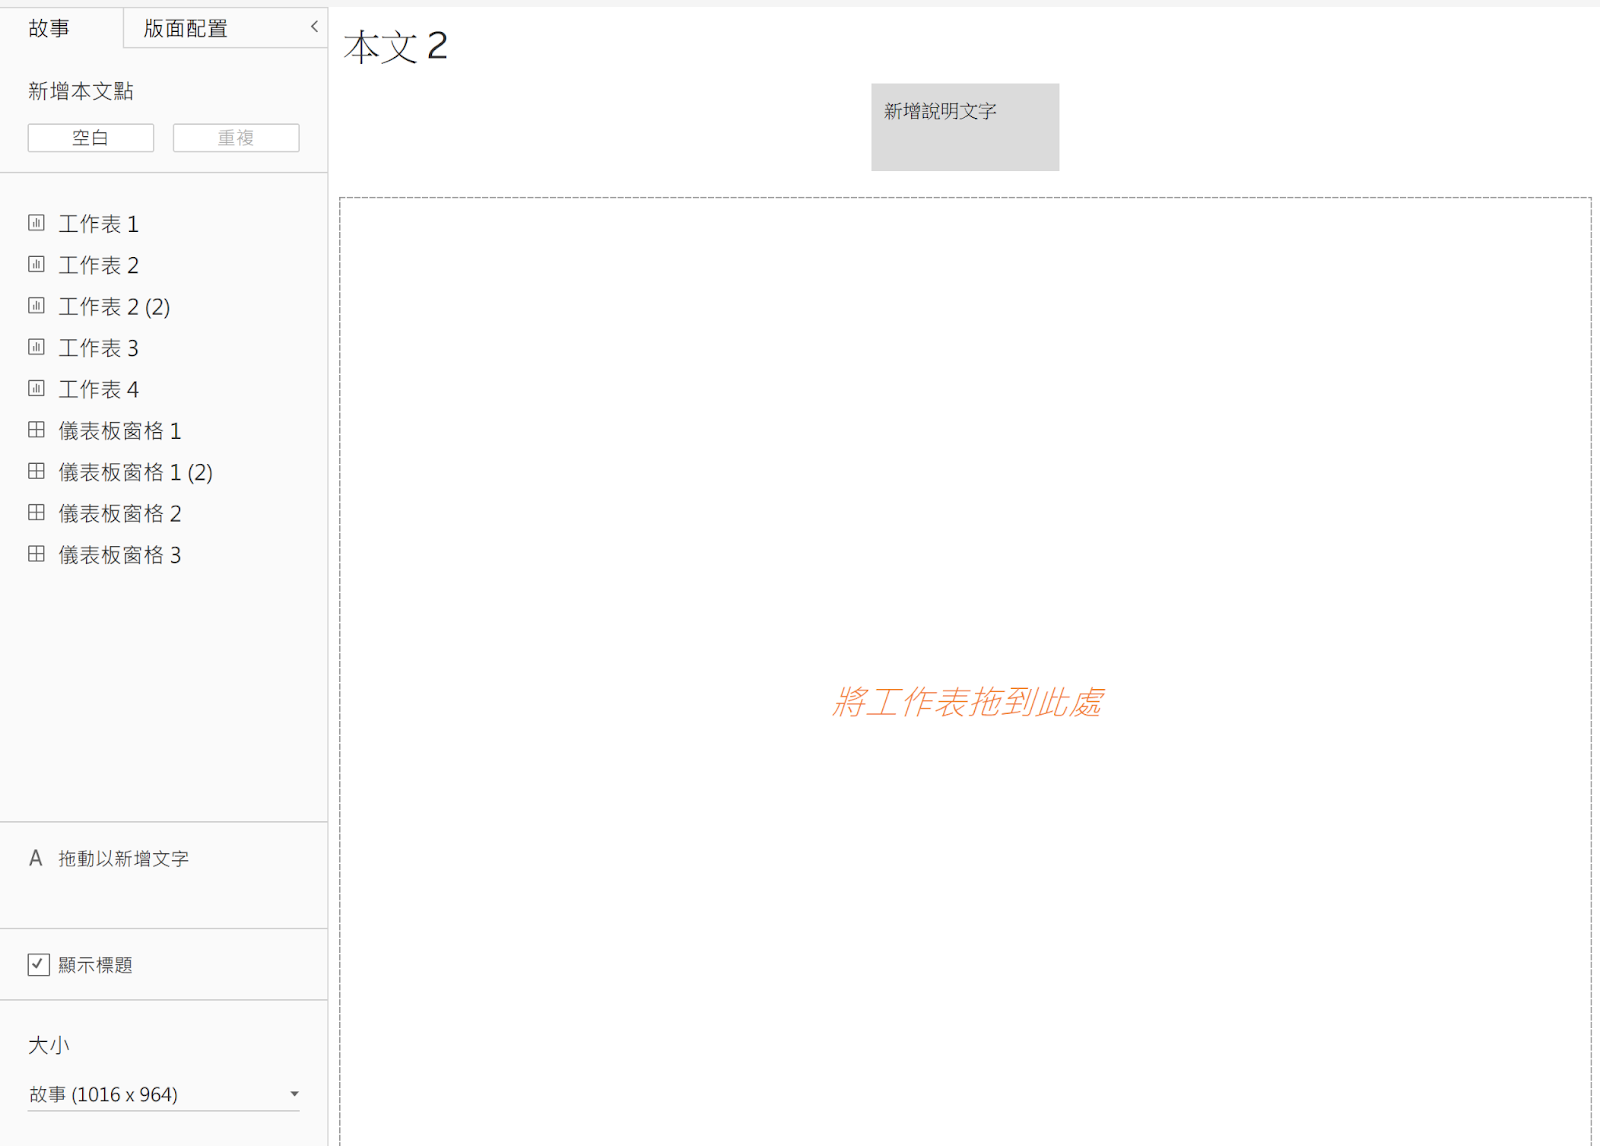 故事
版面配置
新增本文點
空白
重複
工作表 1
工作表 2
工作表 2 (2)
工作表 3
工作表 4
儀表板窗格 1
儀表板窗格 1 (2)
儀表板窗格 2
儀表板窗格 3
A 拖動以新增文字
顯示標題
大小
故事 (1016 x 964)
本文 2
新增說明文字
將工作表拖到此處